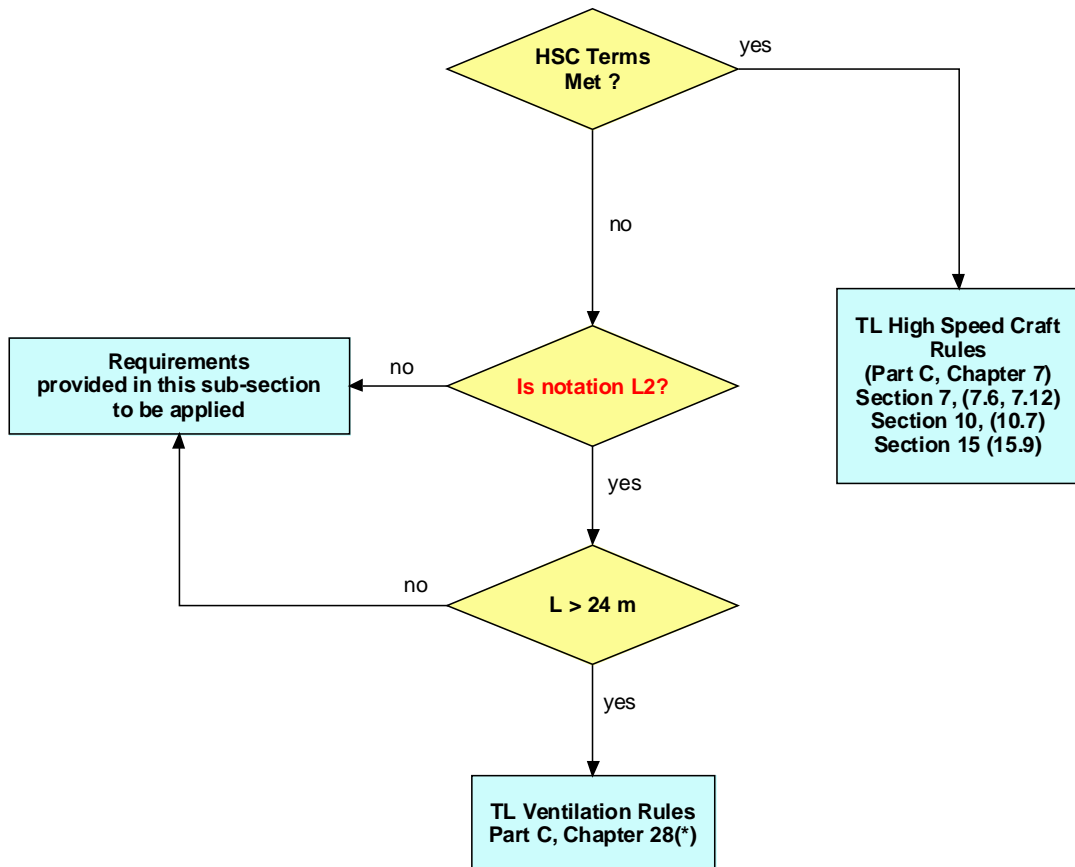 HSC Terms
Met ?
yes
no
TL High Speed Craft
Rules
(Part C, Chapter 7)
Section 7, (7.6, 7.12)
Section 10, (10.7)
Section 15 (15.9)
Requirements
provided in this sub-section
to be applied
no
Is notation L2?
yes
no
L > 24 m
yes
TL Ventilation Rules
Part C, Chapter 28(*)